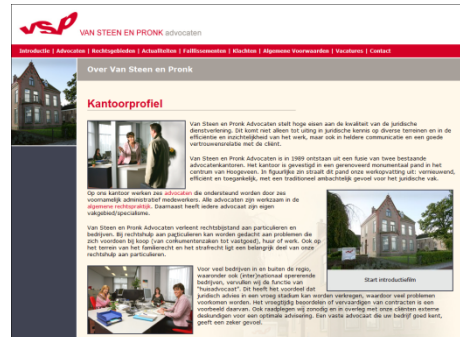 vsp
VAN STEEN EN PRONK advocaten
Introductie | Advocaten | Rechtsgebieden | Actualiteiten | Faillissementen | Klachten | Algemene Voorwaarden | Vacatures | Contact
Over Van Steen en Pronk
Kantoorprofiel
Van Steen en Pronk Advocaten stelt hoge eisen aan de kwaliteit van de juridische
dienstverlening. Dit komt niet alleen tot uiting in juridische kennis op diverse terreinen en in de
efficiëntie en inzichtelijkheid van het werk, maar ook in heldere communicatie en een goede
vertrouwensrelatie met de cliënt.
Van Steen en Pronk Advocaten is in 1989 ontstaan uit een fusie van twee bestaande
advocatenkantoren. Het kantoor is gevestigd in een gerenoveerd monumentaal pand in het
centrum van Hoogeveen. In figuurlijke zin straalt dit pand onze werkopvatting uit: vernieuwend,
efficiënt en toegankelijk, met een traditioneel ambachtelijk gevoel voor het juridische vak.
Op ons kantoor werken zes advocaten die ondersteund worden door zes
voornamelijk administratief medewerkers. Alle advocaten zijn werkzaam in de
algemene rechtspraktijk. Daarnaast heeft iedere advocaat zijn eigen
vakgebied/specialisme.
Van Steen en Pronk Advocaten verleent rechtsbijstand aan particulieren en
bedrijven. Bij rechtshulp aan particulieren kan worden gedacht aan problemen die
zich voordoen bij koop (van consumentenzaken tot vastgoed), huur of werk. Ook op
het terrein van het familierecht en het strafrecht ligt een belangrijk deel van onze
rechtshulp aan particulieren.
Start introductiefilm
Voor veel bedrijven in en buiten de regio,
waaronder ook (inter)nationaal opererende
bedrijven, vervullen wij de functie van
"huisadvocaat". Dit heeft het voordeel dat
juridisch advies in een vroeg stadium kan worden verkregen, waardoor veel problemen
voorkomen worden. Het vroegtijdig beoordelen of vervaardigen van contracten is een
voorbeeld daarvan. Ook raadplegen wij zonodig en in overleg met onze cliënten externe
deskundigen voor een optimale advisering. Een vaste advocaat die uw bedrijf goed kent,
geeft een zeker gevoel.